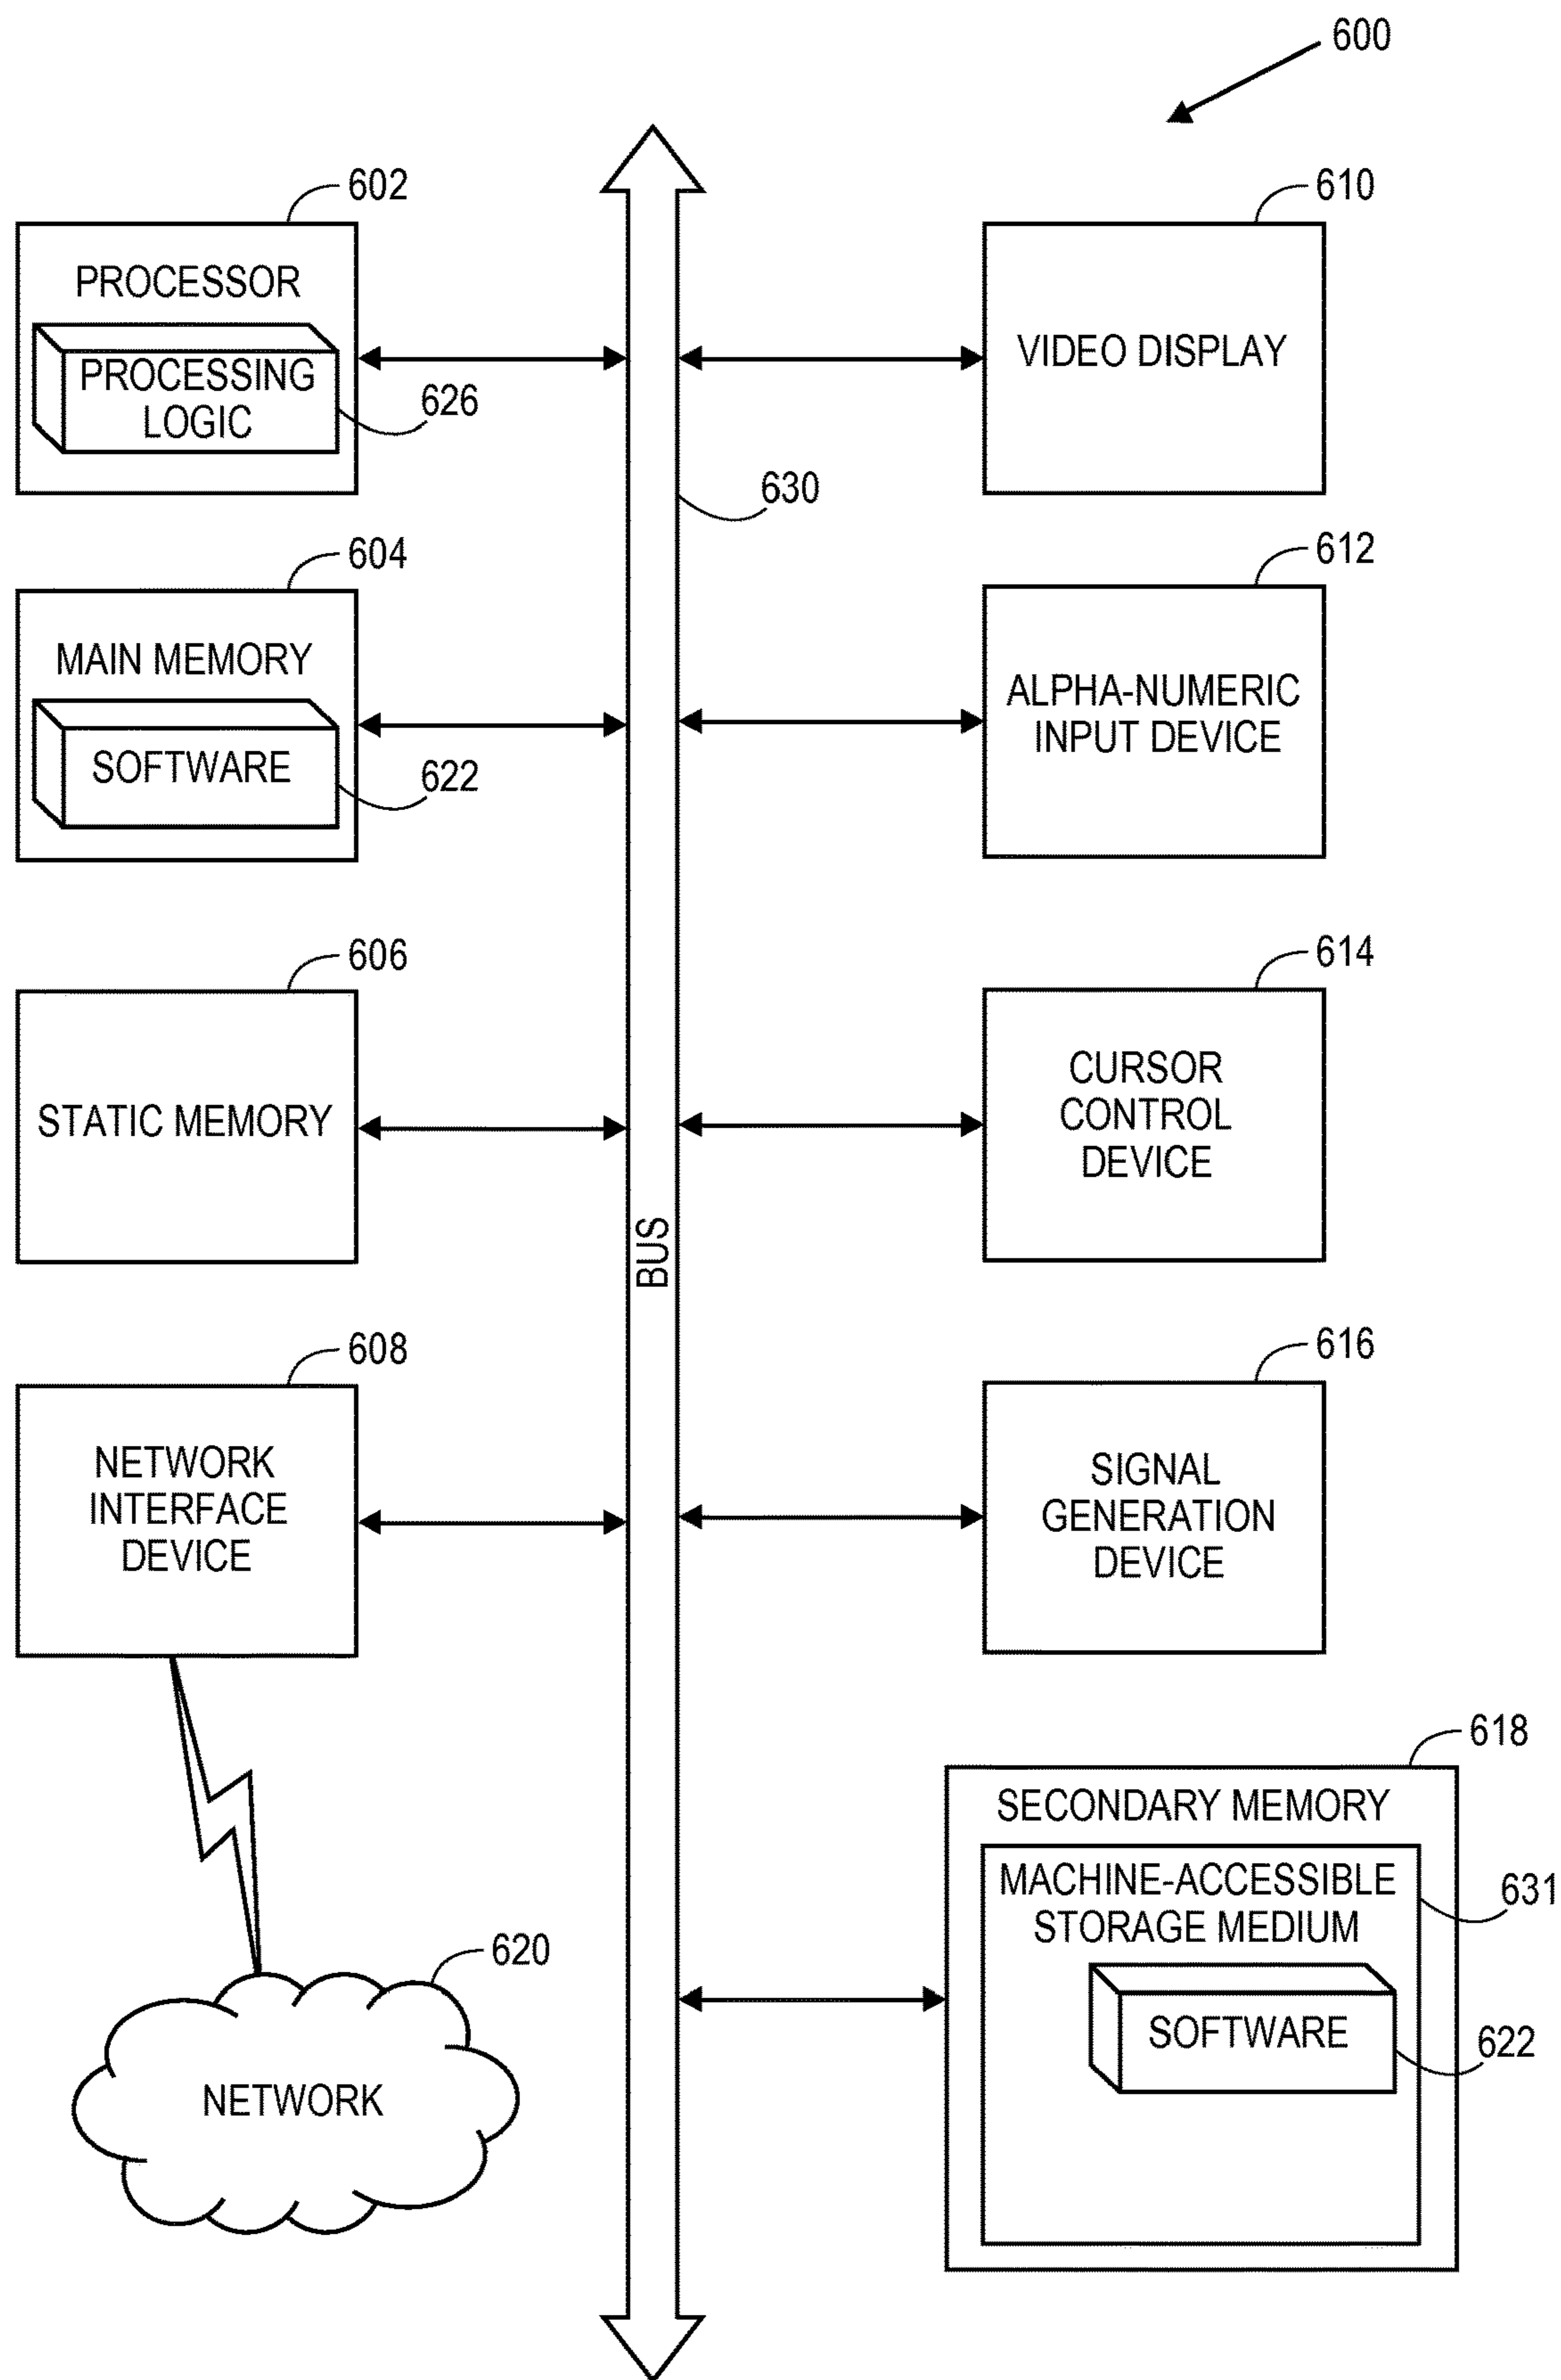 600
602
PROCESSOR
PROCESSING
LOGIC
626
604
MAIN MEMORY
SOFTWARE
622
606
STATIC MEMORY
608
NETWORK
INTERFACE
DEVICE
620
NETWORK
630
BUS
610
VIDEO DISPLAY
612
ALPHA-NUMERIC
INPUT DEVICE
614
CURSOR
CONTROL
DEVICE
616
SIGNAL
GENERATION
DEVICE
618
SECONDARY MEMORY
MACHINE-ACCESSIBLE
STORAGE MEDIUM
631
SOFTWARE
622